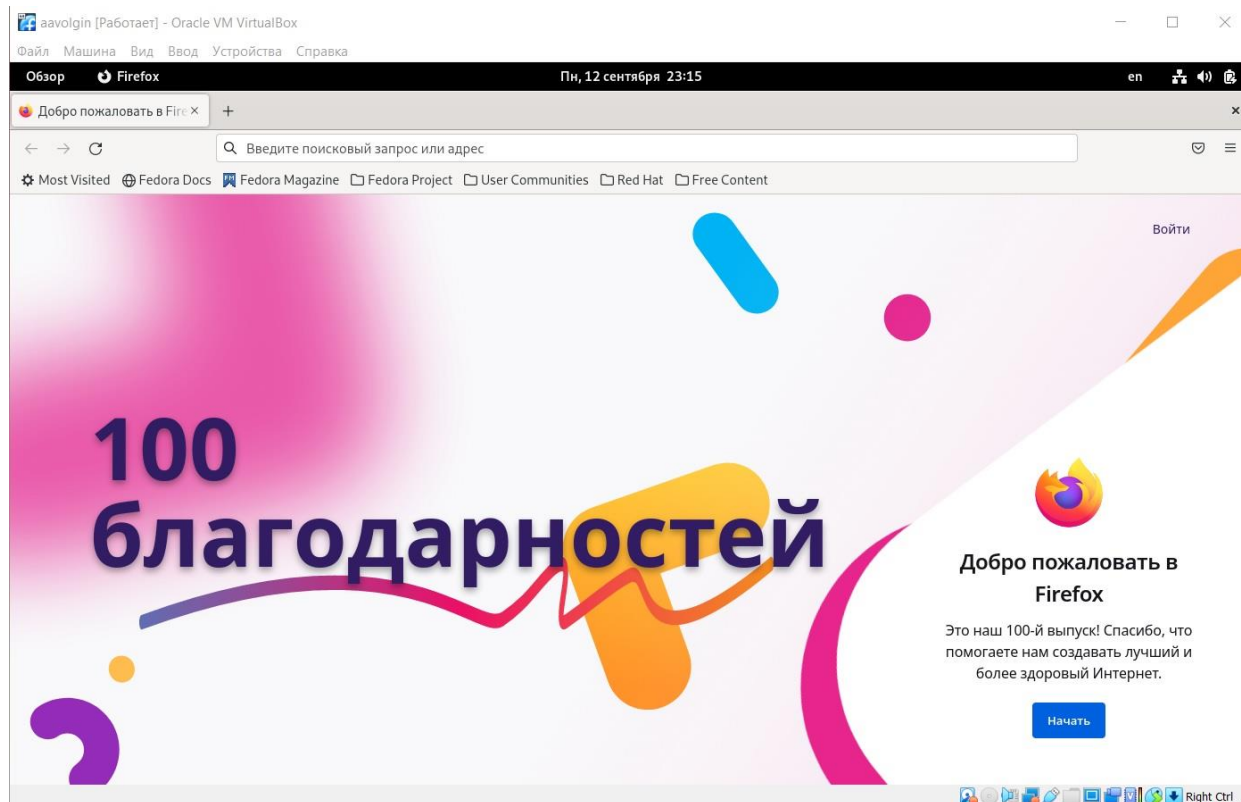 aavolgin [Работает] - Oracle VM VirtualBox
Файл Машина Вид Ввод Устройства Справка
Обзор Firefox Пн, 12 сентября 23:15 en
Добро пожаловать в Fire
Введите поисковый запрос или адрес
Most Visited Fedora Docs Fedora Magazine Fedora Project User Communities Red Hat Free Content
Войти
100
благодарностей
Добро пожаловать в
Firefox
Это наш 100-й выпуск! Спасибо, что
помогаете нам создавать лучший и
более здоровый Интернет.
Начать
Right Ctrl